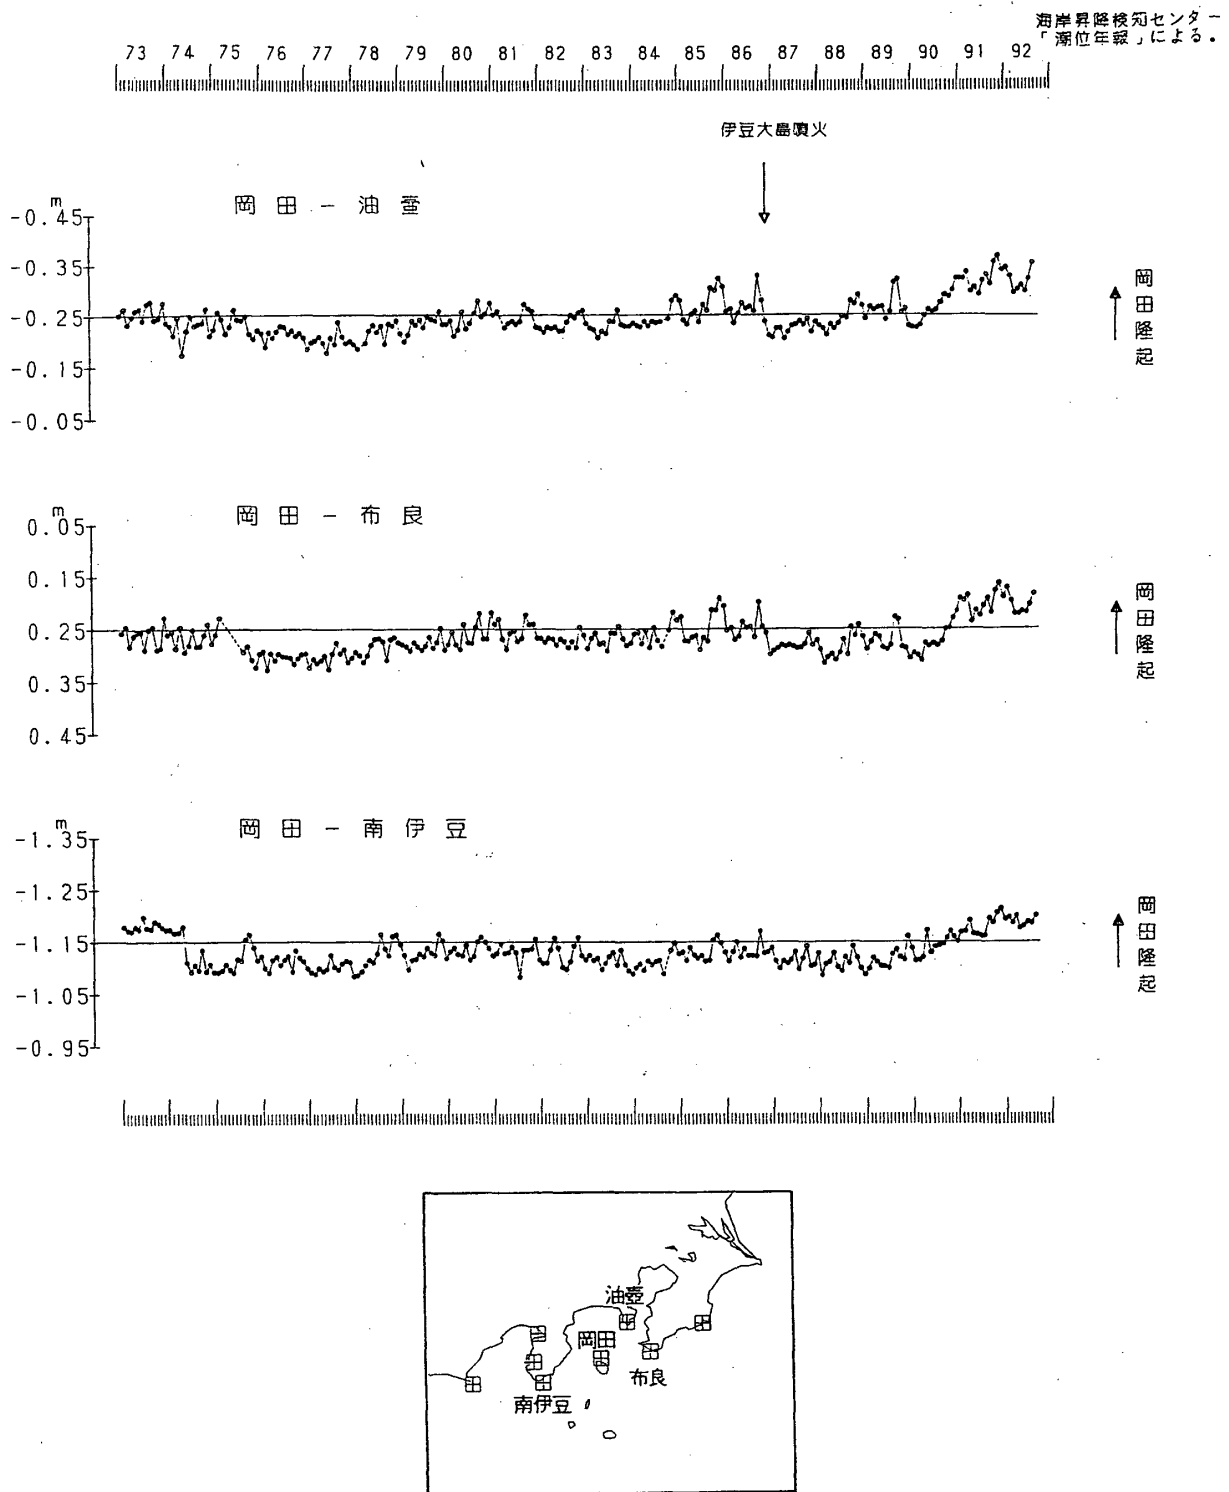 海岸昇降検知センター
「潮位年報」による.
73 74 75 76 77 78 79 80 81 82 83 84 85 86 87 88 89 90 91 92
伊豆大島噴火
m
岡田－油壷
-0.45
-0.35
-0.25
-0.15
-0.05
岡田隆起
m
岡田－布良
0.05
0.15
0.25
0.35
0.45
岡田隆起
m
岡田－南伊豆
-1.35
-1.25
-1.15
-1.05
-0.95
岡田隆起
油壺
岡田
布良
南伊豆